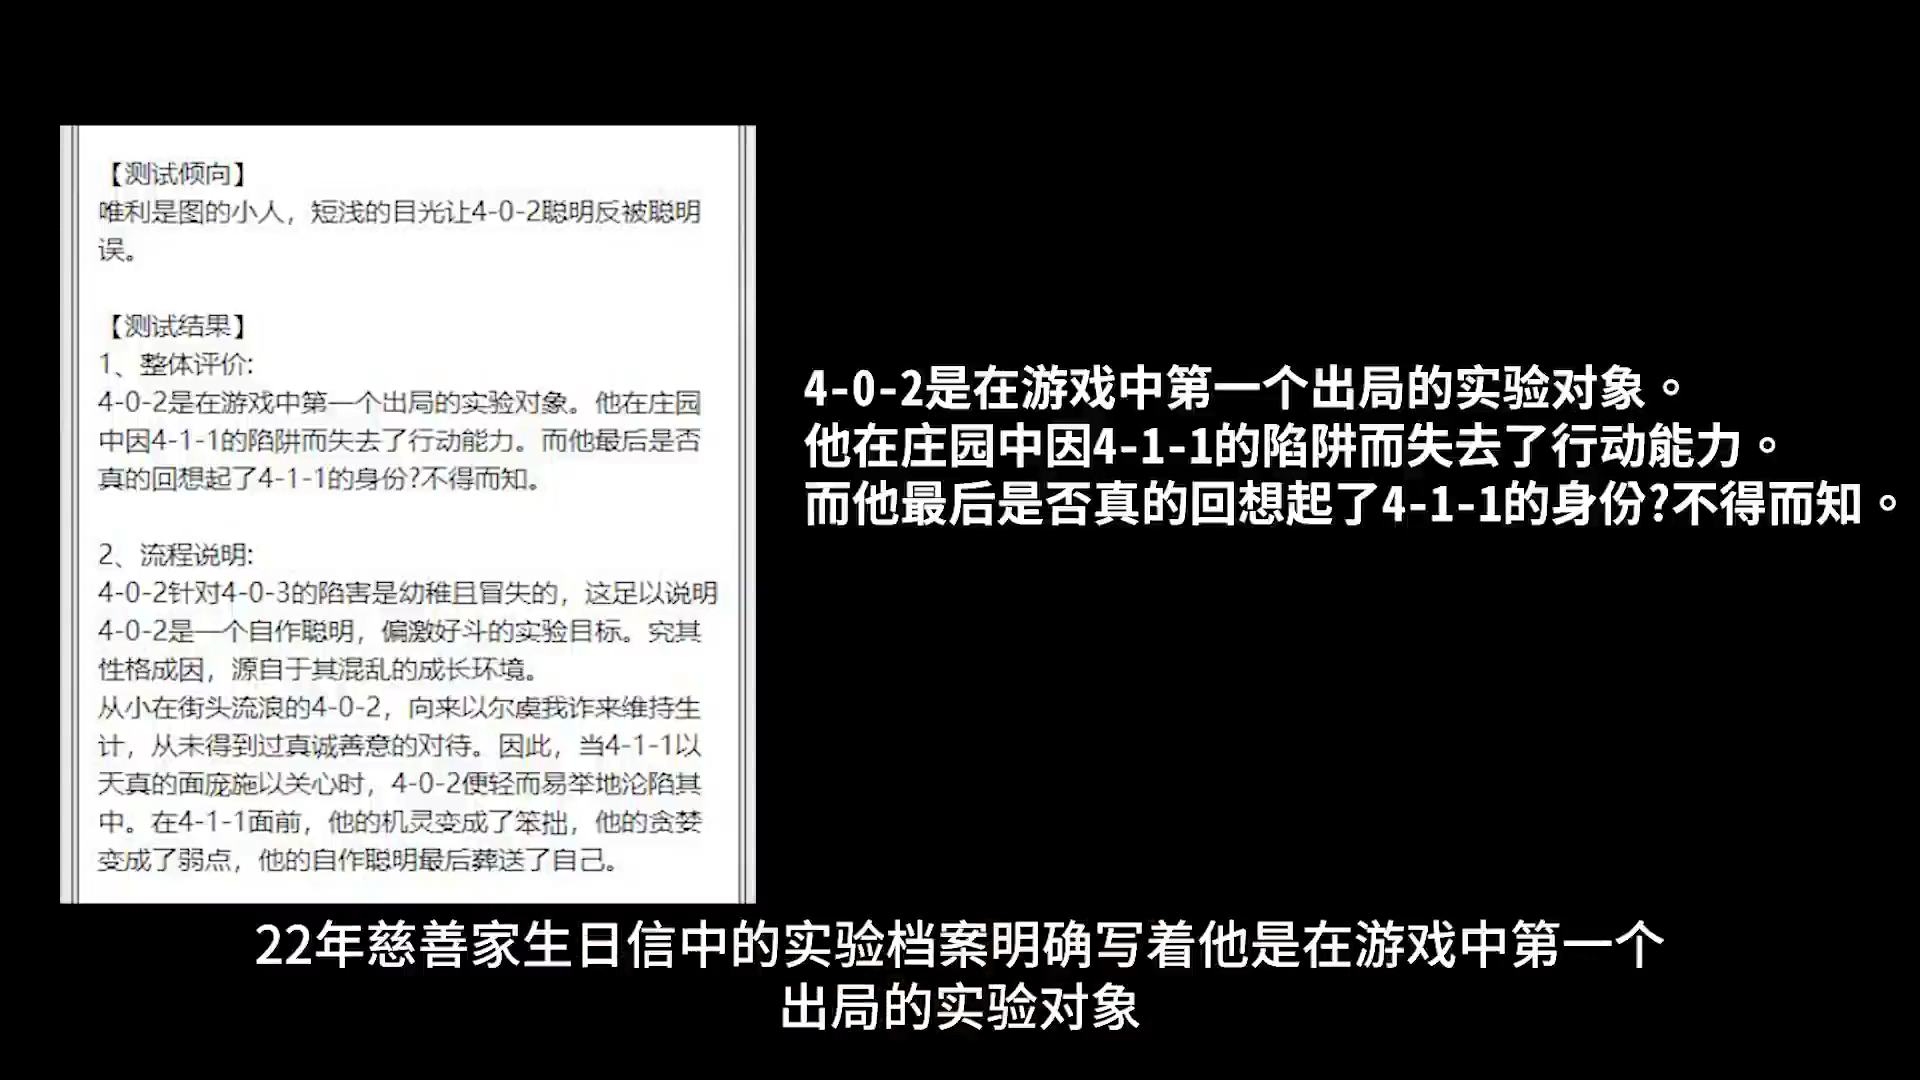 【测试倾向】
唯利是图的小人，短浅的目光让4-0-2聪明反被聪明
误。
【测试结果】
1、整体评价:
4-0-2是在游戏中第一个出局的实验对象。他在庄园
中因4-1-1的陷阱而失去了行动能力。而他最后是否
真的回想起了4-1-1的身份?不得而知。
2、流程说明:
4-0-2针对4-0-3的陷害是幼稚且冒失的，这足以说明
4-0-2是一个自作聪明，偏激好斗的实验目标。究其
性格成因，源自于其混乱的成长环境。
从小在街头流浪的4-0-2，向来以尔虞我诈来维持生
计，从未得到过真诚善意的对待。因此，当4-1-1以
天真的面庞施以关心时，4-0-2便轻而易举地沦陷其
中。在4-1-1面前，他的机灵变成了笨拙，他的贪婪
变成了弱点，他的自作聪明最后葬送了自己。
4-0-2是在游戏中第一个出局的实验对象。
他在庄园中因4-1-1的陷阱而失去了行动能力。
而他最后是否真的回想起了4-1-1的身份?不得而知。
22年慈善家生日信中的实验档案明确写着他是在游戏中第一个
出局的实验对象